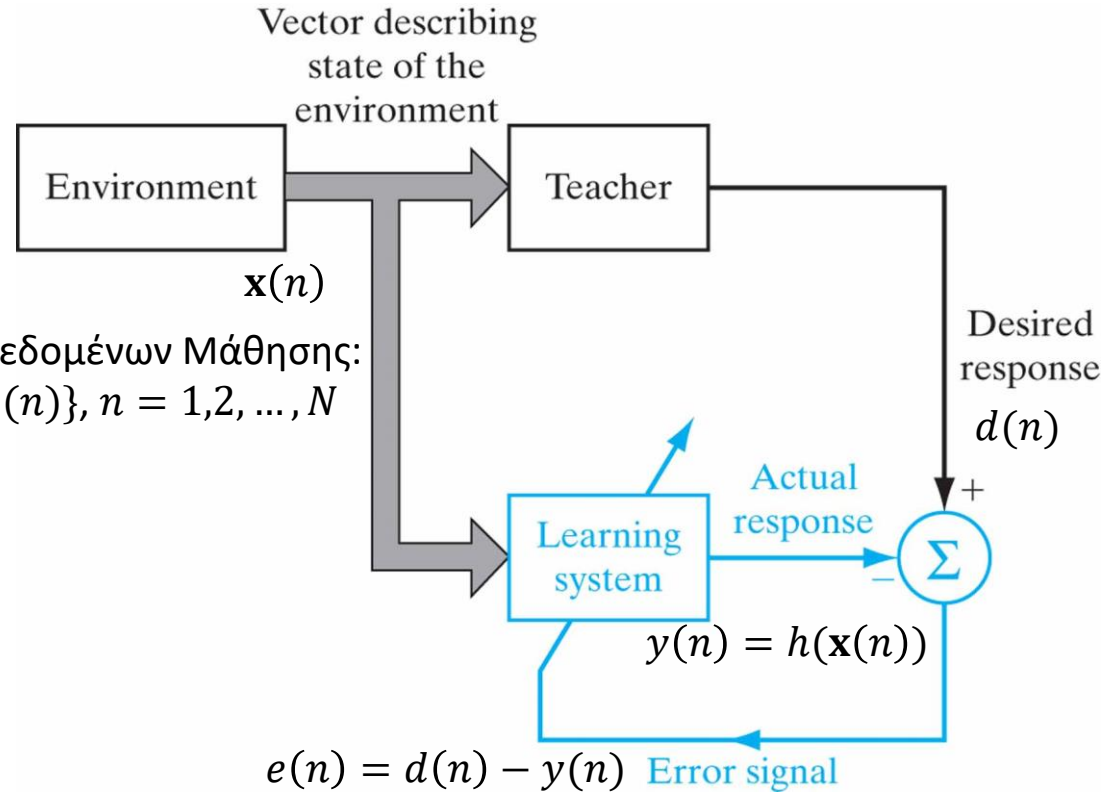 Vector describing
state of the
environment
Environment
Teacher
𝐱(𝑛)
εδομένων Μάθησης:
(𝑛)}, 𝑛 = 1,2, … , 𝑁
Desired
response
𝑑(𝑛)
+
Actual
response
Learning
system
−
Σ
𝑦(𝑛) = ℎ(𝐱(𝑛))
𝑒(𝑛) = 𝑑(𝑛) − 𝑦(𝑛) Error signal